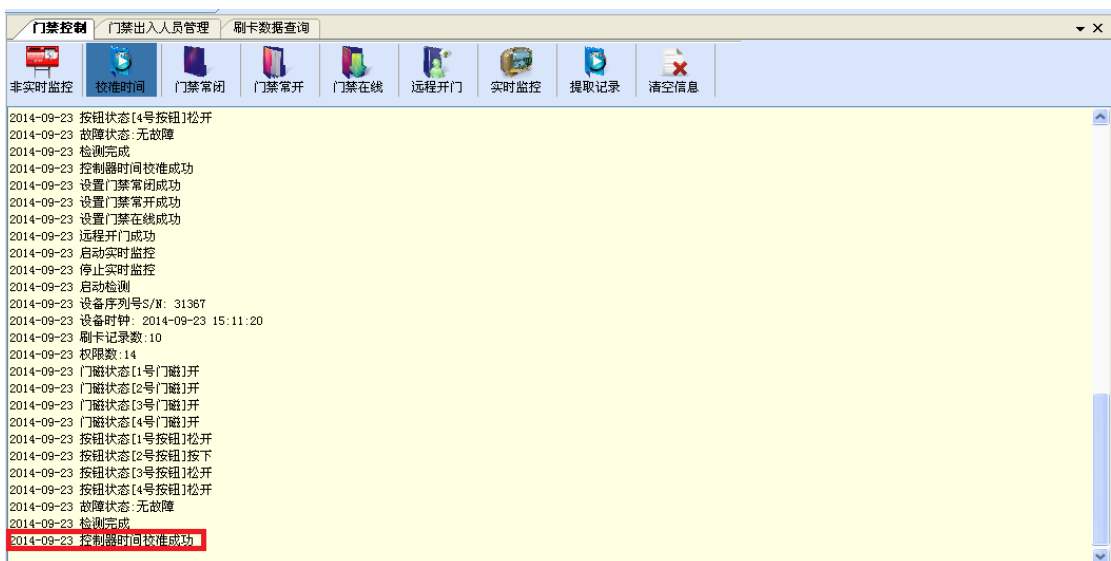 门禁控制 门禁出入人员管理 刷卡数据查询
非实时监控 校准时间 门禁常闭 门禁常开 门禁在线 远程开门 实时监控 提取记录 清空信息
2014-09-23 按钮状态[4号按钮]松开
2014-09-23 故障状态:无故障
2014-09-23 检测完成
2014-09-23 控制器时间校准成功
2014-09-23 设置门禁常闭成功
2014-09-23 设置门禁常开成功
2014-09-23 设置门禁在线成功
2014-09-23 远程开门成功
2014-09-23 启动实时监控
2014-09-23 停止实时监控
2014-09-23 启动检测
2014-09-23 设备序列号S/N: 31367
2014-09-23 设备时钟: 2014-09-23 15:11:20
2014-09-23 刷卡记录数:10
2014-09-23 权限数:14
2014-09-23 门磁状态[1号门磁]开
2014-09-23 门磁状态[2号门磁]开
2014-09-23 门磁状态[3号门磁]开
2014-09-23 门磁状态[4号门磁]开
2014-09-23 按钮状态[1号按钮]松开
2014-09-23 按钮状态[2号按钮]按下
2014-09-23 按钮状态[3号按钮]松开
2014-09-23 按钮状态[4号按钮]松开
2014-09-23 故障状态:无故障
2014-09-23 检测完成
2014-09-23 控制器时间校准成功